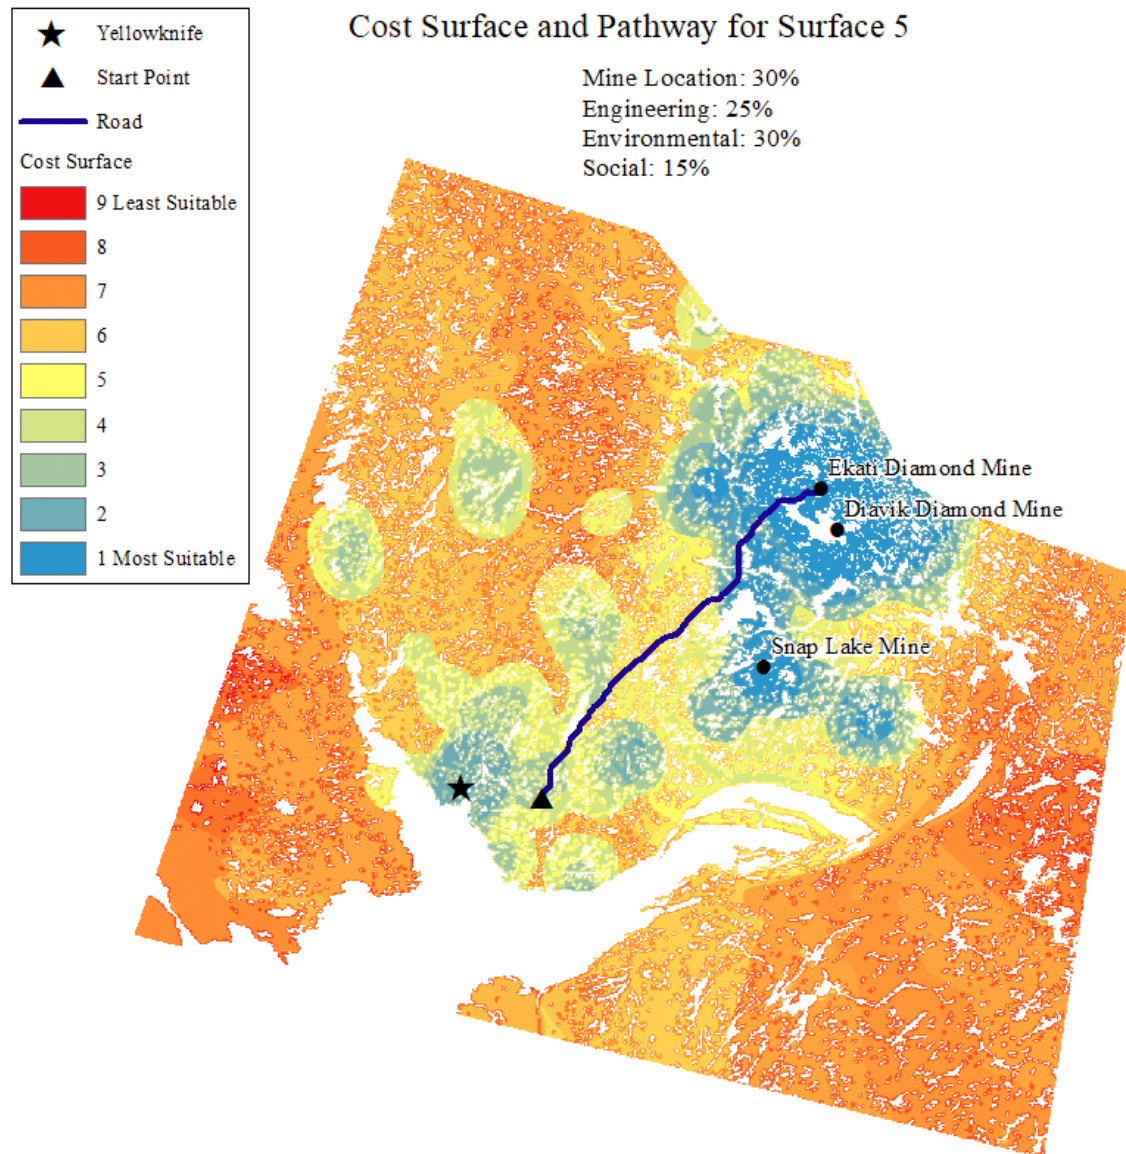 Cost Surface and Pathway for Surface 5
Mine Location: 30%
Engineering: 25%
Environmental: 30%
Social: 15%
Yellowknife
Start Point
Road
Cost Surface
9 Least Suitable
8
7
6
5
4
3
2
1 Most Suitable
Ekati Diamond Mine
Diavik Diamond Mine
Snap Lake Mine